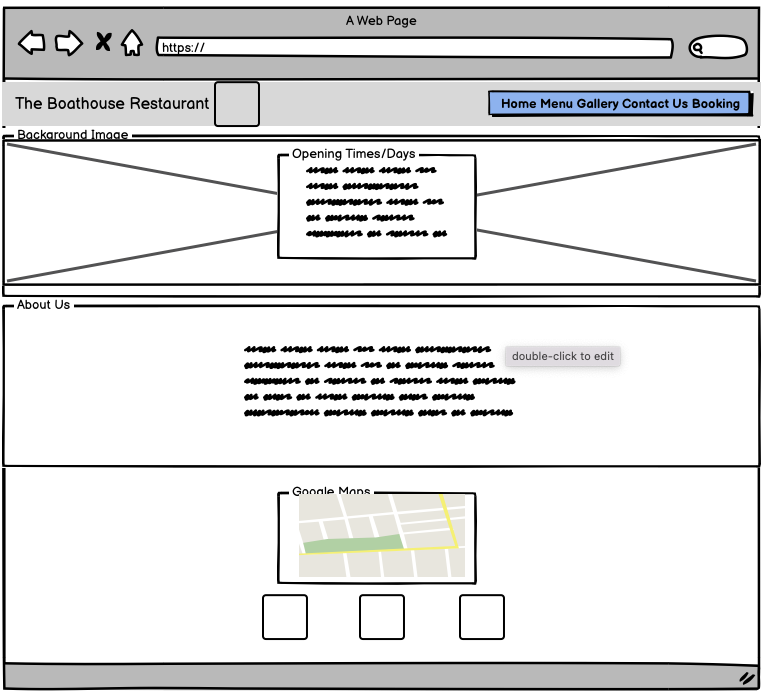 A Web Page
https://
The Boathouse Restaurant
Home Menu Gallery Contact Us Booking
Background Image
Opening Times/Days
About Us
double-click to edit
Google Maps